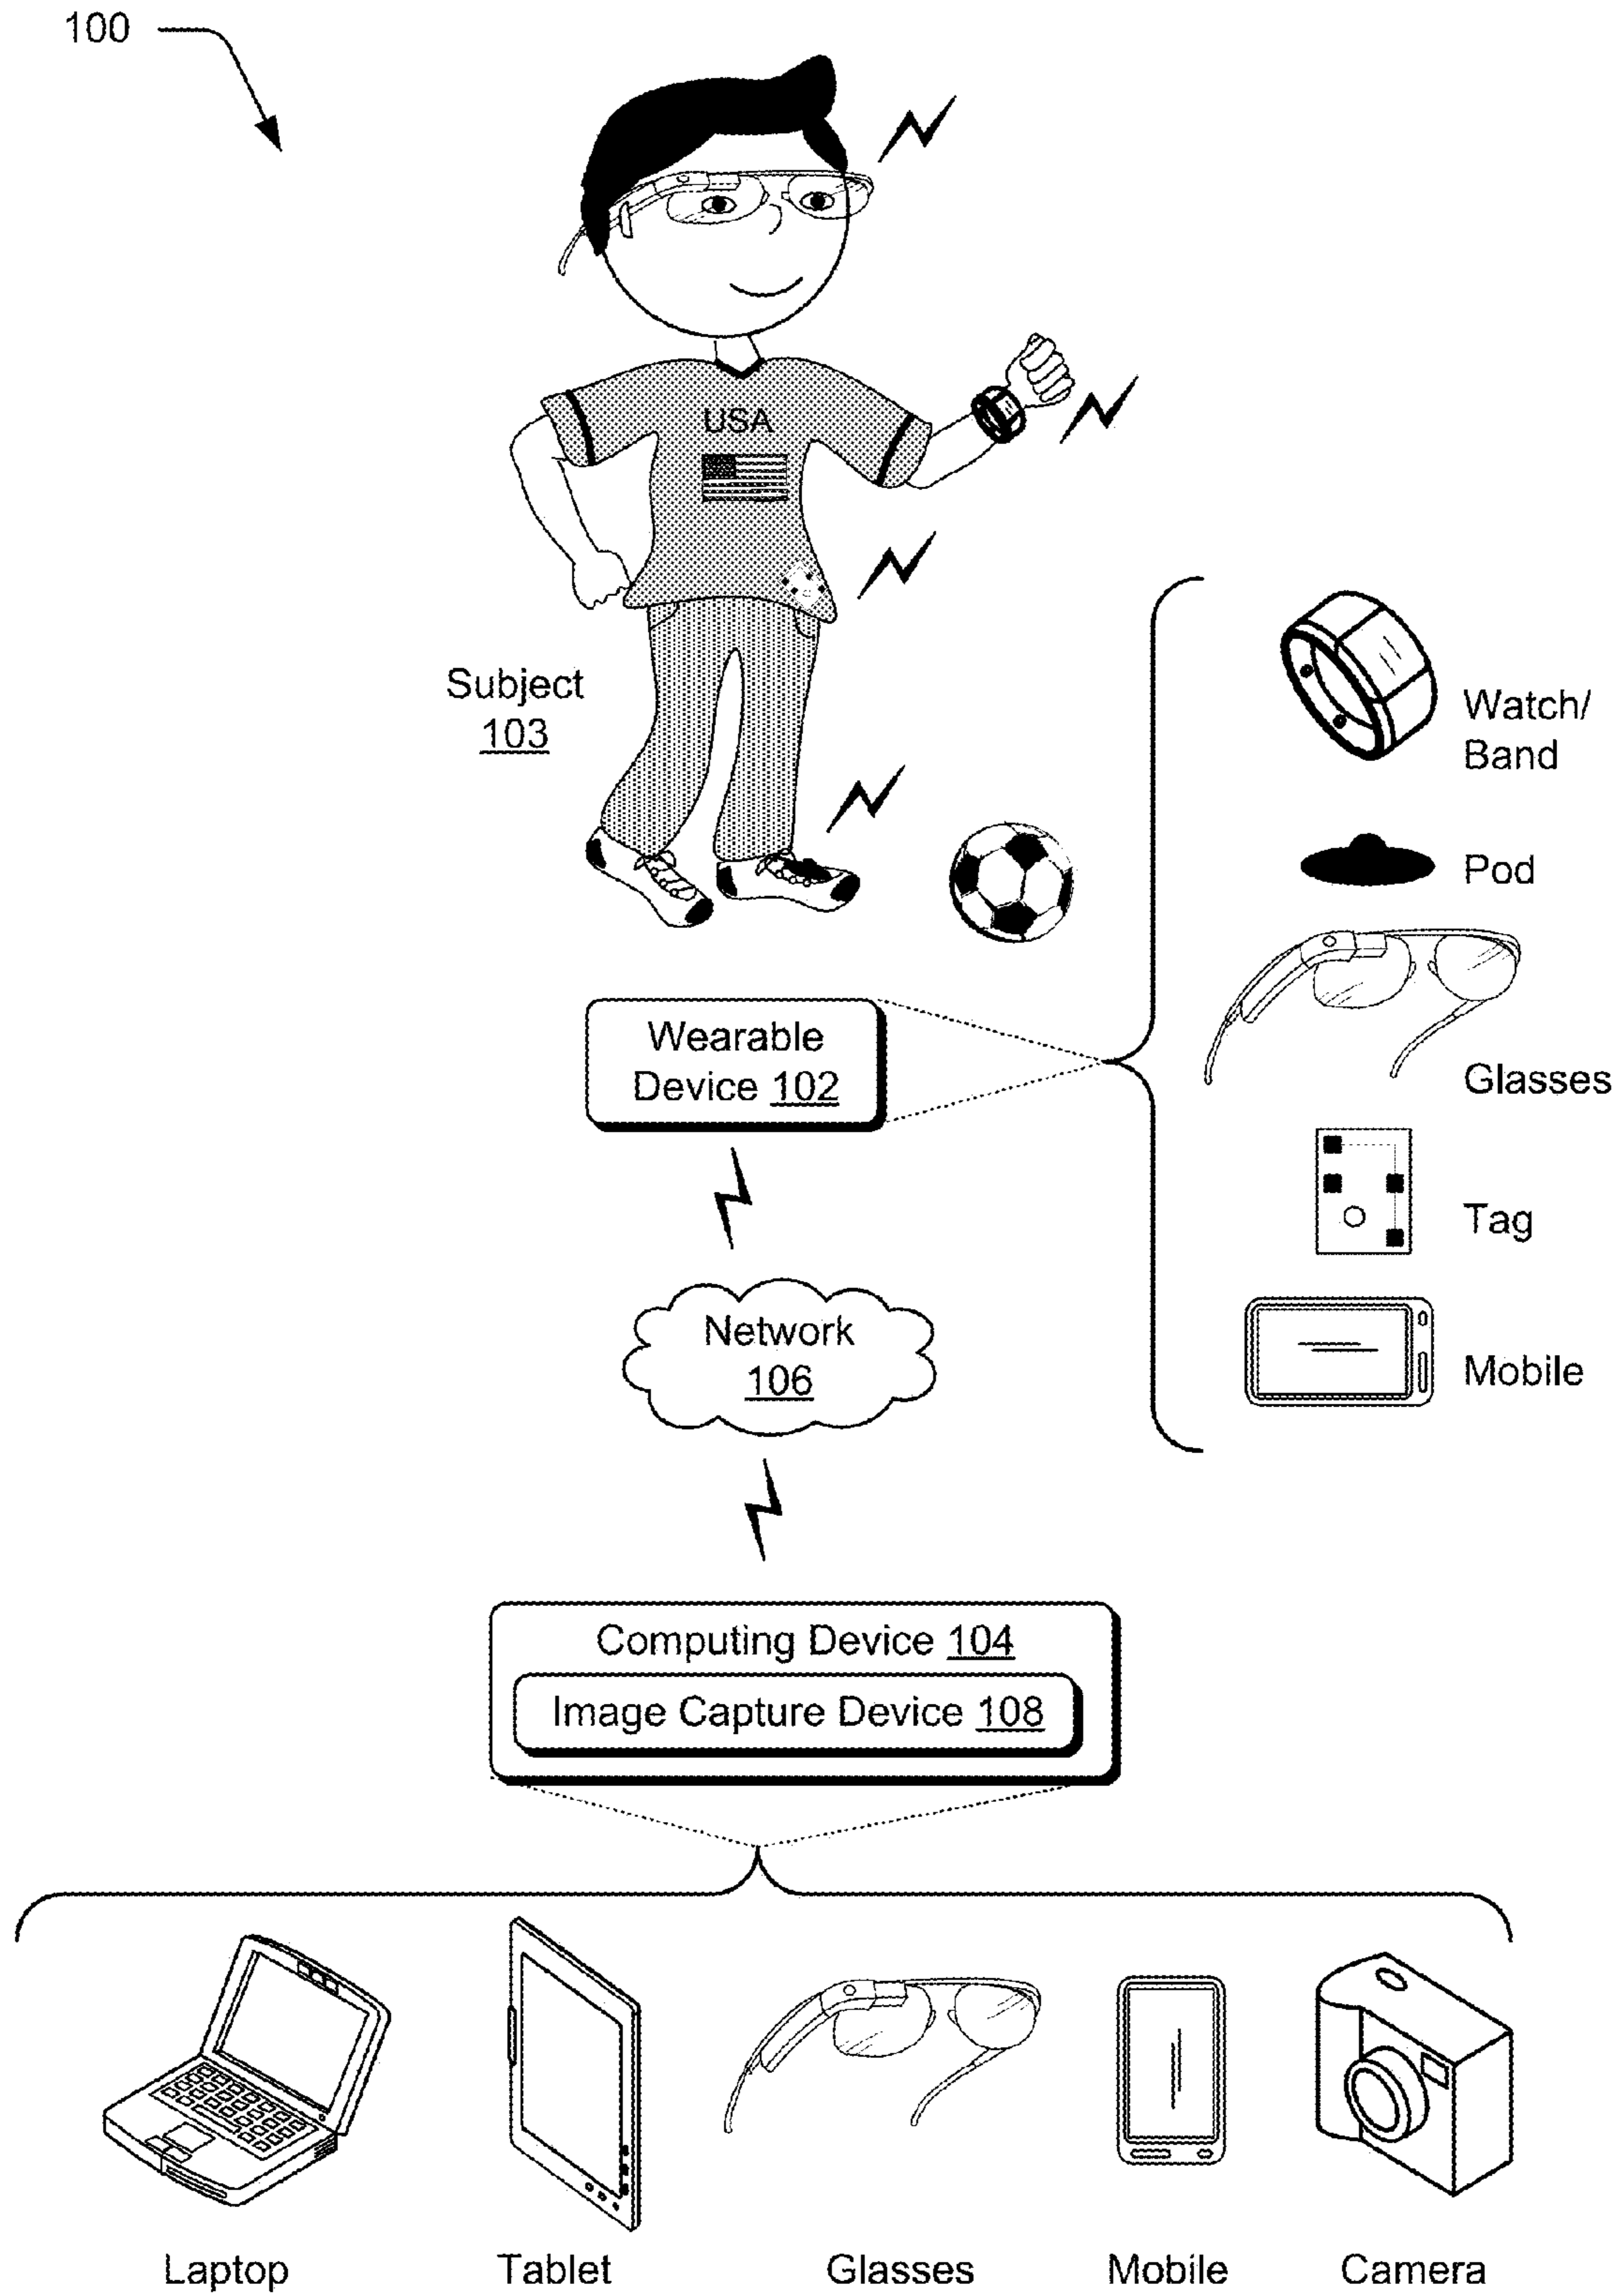 100
USA
Subject
103
Watch/
Band
Pod
Glasses
Tag
Mobile
Wearable
Device 102
Network
106
Computing Device 104
Image Capture Device 108
Laptop
Tablet
Glasses
Mobile
Camera